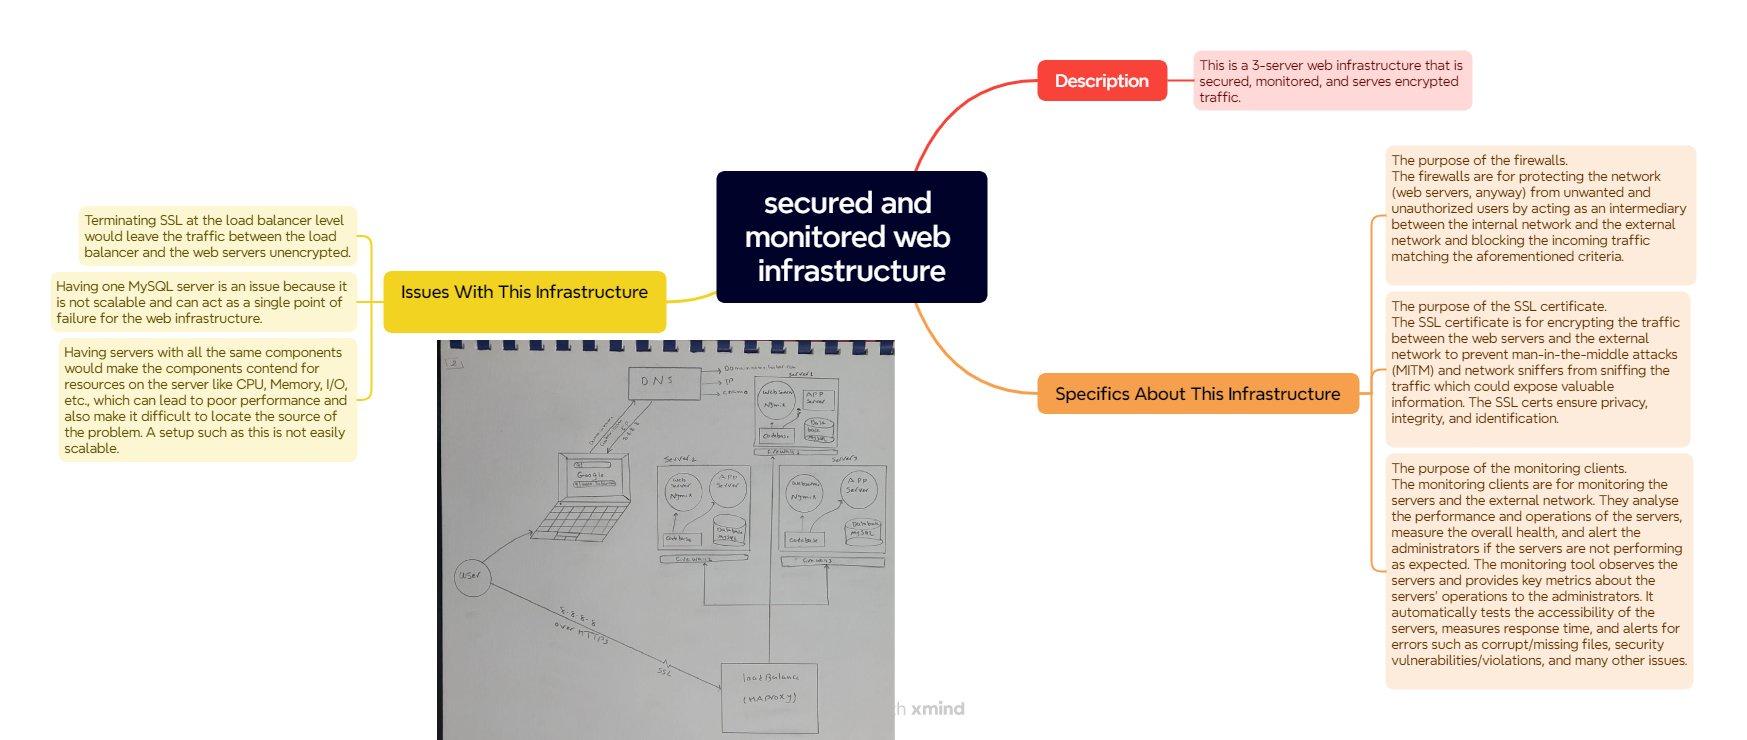 secured and
monitored web
infrastructure
Description
This is a 3-server web infrastructure that is
secured, monitored, and serves encrypted
traffic.
Specifics About This Infrastructure
The purpose of the firewalls.
The firewalls are for protecting the network
(web servers, anyway) from unwanted and
unauthorized users by acting as an intermediary
between the internal network and the external
network and blocking the incoming traffic
matching the aforementioned criteria.
The purpose of the SSL certificate.
The SSL certificate is for encrypting the traffic
between the web servers and the external
network to prevent man-in-the-middle attacks
(MITM) and network sniffers from sniffing the
traffic which could expose valuable
information. The SSL certs ensure privacy,
integrity, and identification.
The purpose of the monitoring clients.
The monitoring clients are for monitoring the
servers and the external network. They analyse
the performance and operations of the servers,
measure the overall health, and alert the
administrators if the servers are not performing
as expected. The monitoring tool observes the
servers and provides key metrics about the
servers' operations to the administrators. It
automatically tests the accessibility of the
servers, measures response time, and alerts for
errors such as corrupt/missing files, security
vulnerabilities/violations, and many other issues.
Issues With This Infrastructure
Terminating SSL at the load balancer level
would leave the traffic between the load
balancer and the web servers unencrypted.
Having one MySQL server is an issue because it
is not scalable and can act as a single point of
failure for the web infrastructure.
Having servers with all the same components
would make the components contend for
resources on the server like CPU, Memory, I/O,
etc., which can lead to poor performance and
also make it difficult to locate the source of
the problem. A setup such as this is not easily
scalable.
2
DNS
IP
Server1
Nginx
APP
Server
Data
base
MySQL
Codebase
Google
Server2
Web
Server
Nginx
APP
Server
Database
MySQL
Codebase
Nginx
APP
Server
MySQL
Codebase
User
8.8.8.8
over HTTPS
SSL
load Balance
(HAProxy)
xmind